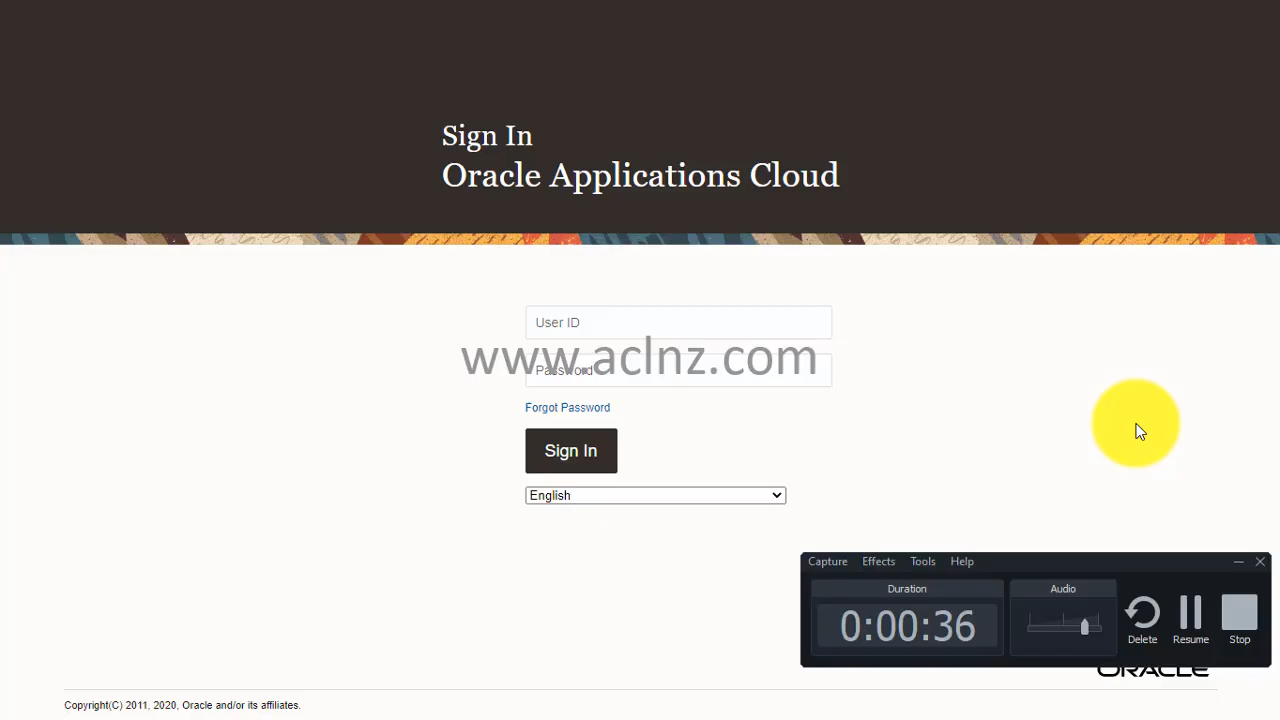 Sign In
Oracle Applications Cloud
User ID
www.aclnz.com
Password
Forgot Password
Sign In
English
Capture Effects Tools Help
Duration Audio
0:00:36
Delete Resume Stop
ORACLE
Copyright(C) 2011, 2020, Oracle and/or its affiliates.